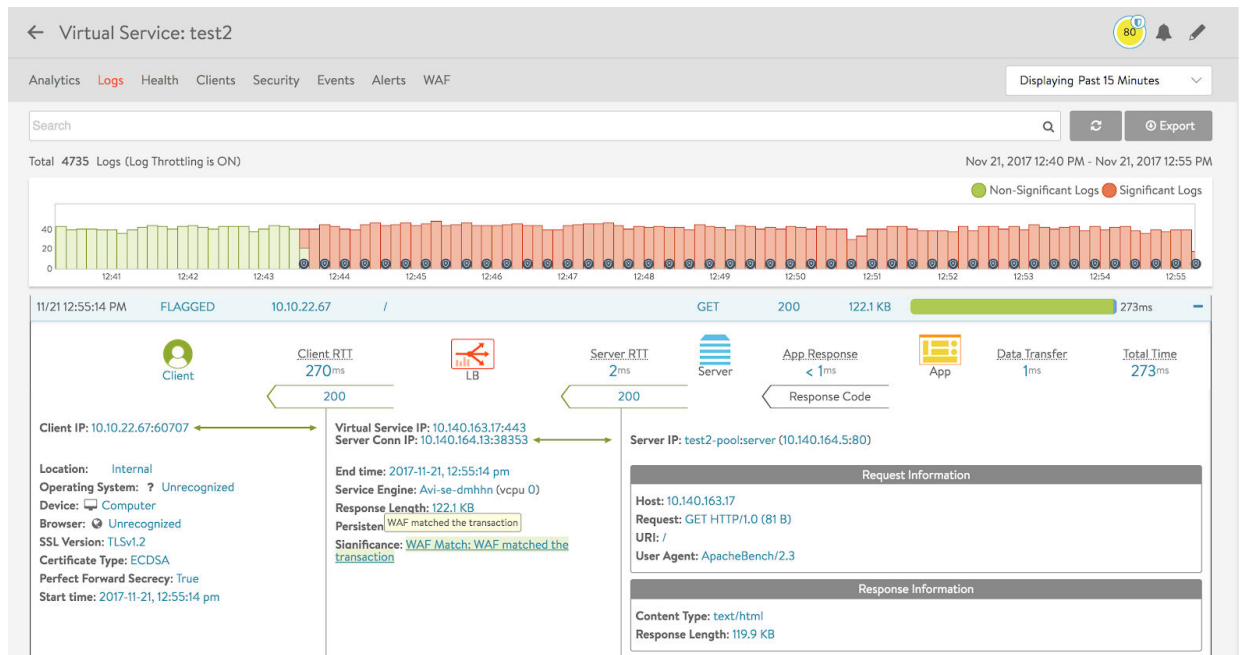 Virtual Service: test2
80
Analytics Logs Health Clients Security Events Alerts WAF
Displaying Past 15 Minutes
Search
Export
Total 4735 Logs (Log Throttling is ON)
Nov 21, 2017 12:40 PM - Nov 21, 2017 12:55 PM
Non-Significant Logs Significant Logs
40
20
0
12:41 12:42 12:43 12:44 12:45 12:46 12:47 12:48 12:49 12:50 12:51 12:52 12:53 12:54 12:55
11/21 12:55:14 PM FLAGGED 10.10.22.67 / GET 200 122.1 KB 273ms
Client
Client RTT
270ms
LB
Server RTT
2ms
Server
App Response
< 1ms
App
Data Transfer
1ms
Total Time
273ms
200
200
Response Code
Client IP: 10.10.22.67:60707
Location: Internal
Operating System: ? Unrecognized
Device: Computer
Browser: Unrecognized
SSL Version: TLSv1.2
Certificate Type: ECDSA
Perfect Forward Secrecy: True
Start time: 2017-11-21, 12:55:14 pm
Virtual Service IP: 10.140.163.17:443
Server Conn IP: 10.140.164.13:38353
End time: 2017-11-21, 12:55:14 pm
Service Engine: Avi-se-dmhhn (vcpu 0)
Response Length: 122.1 KB
Persisten
WAF matched the transaction
Significance: WAF Match: WAF matched the
transaction
Server IP: test2-pool:server (10.140.164.5:80)
Request Information
Host: 10.140.163.17
Request: GET HTTP/1.0 (81 B)
URI: /
User Agent: ApacheBench/2.3
Response Information
Content Type: text/html
Response Length: 119.9 KB